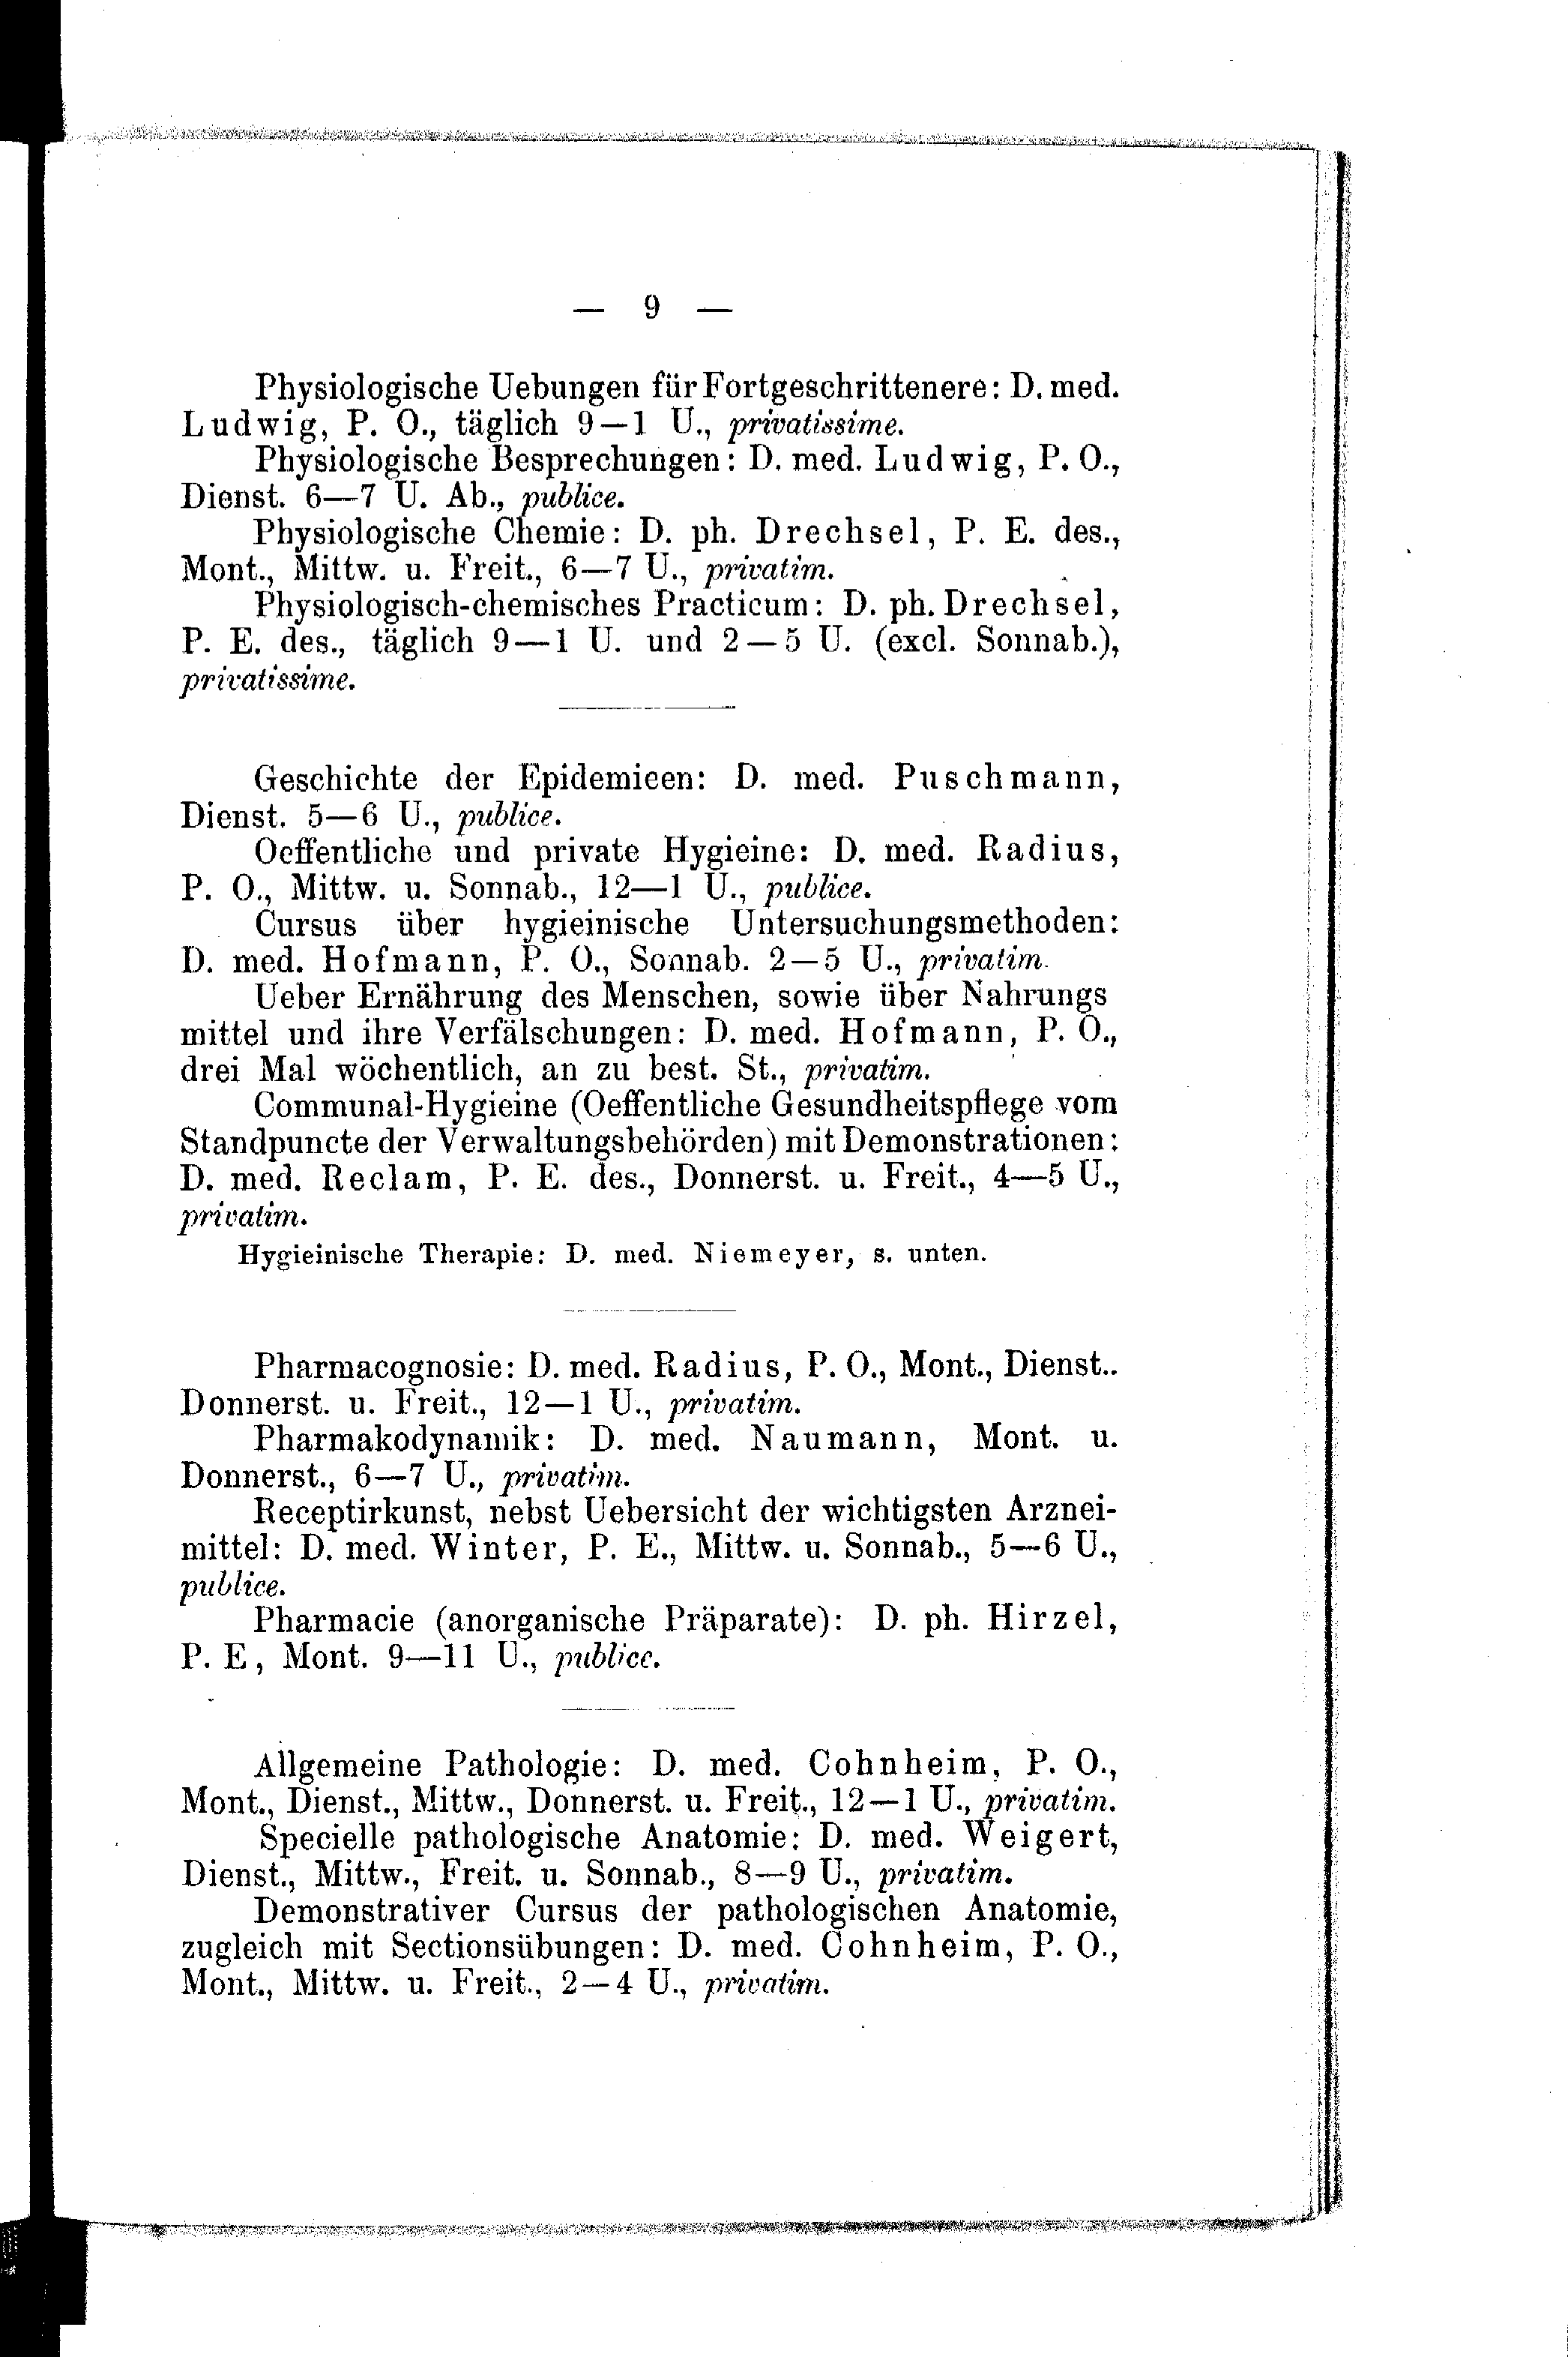 — 9 —
Physiologische Uebungen für Fortgeschrittenere: D. med.
Ludwig, P. O., täglich 9—1 U., privatissime.
Physiologische Besprechungen: D. med. Ludwig, P. O.,
Dienst. 6—7 U. Ab., publice.
Physiologische Chemie: D. ph. Drechsel, P. E. des.,
Mont., Mittw. u. Freit., 6—7 U., privatim.
Physiologisch-chemisches Practicum: D. ph. Drechsel,
P. E. des., täglich 9—1 U. und 2—5 U. (excl. Sonnab.),
privatissime.
Geschichte der Epidemieen: D. med. Puschmann,
Dienst. 5—6 U., publice.
Oeffentliche und private Hygieine: D. med. Radius,
P. O., Mittw. u. Sonnab., 12—1 U., publice.
Cursus über hygieinische Untersuchungsmethoden:
D. med. Hofmann, P. O., Sonnab. 2—5 U., privatim.
Ueber Ernährung des Menschen, sowie über Nahrungs
mittel und ihre Verfälschungen: D. med. Hofmann, P. O.,
drei Mal wöchentlich, an zu best. St., privatim.
Communal-Hygieine (Oeffentliche Gesundheitspflege vom
Standpuncte der Verwaltungsbehörden) mit Demonstrationen:
D. med. Reclam, P. E. des., Donnerst. u. Freit., 4—5 U.,
privatim.
Hygieinische Therapie: D. med. Niemeyer, s. unten.
Pharmacognosie: D. med. Radius, P. O., Mont., Dienst..
Donnerst. u. Freit., 12—1 U., privatim.
Pharmakodynamik: D. med. Naumann, Mont. u.
Donnerst., 6—7 U., privatim.
Receptirkunst, nebst Uebersicht der wichtigsten Arznei-
mittel: D. med. Winter, P. E., Mittw. u. Sonnab., 5—6 U.,
publice.
Pharmacie (anorganische Präparate): D. ph. Hirzel,
P. E, Mont. 9—11 U., publice.
Allgemeine Pathologie: D. med. Cohnheim, P. O.,
Mont., Dienst., Mittw., Donnerst. u. Freit., 12—1 U., privatim.
Specielle pathologische Anatomie: D. med. Weigert,
Dienst., Mittw., Freit. u. Sonnab., 8—9 U., privatim.
Demonstrativer Cursus der pathologischen Anatomie,
zugleich mit Sectionsübungen: D. med. Cohnheim, P. O.,
Mont., Mittw. u. Freit., 2—4 U., privatim.